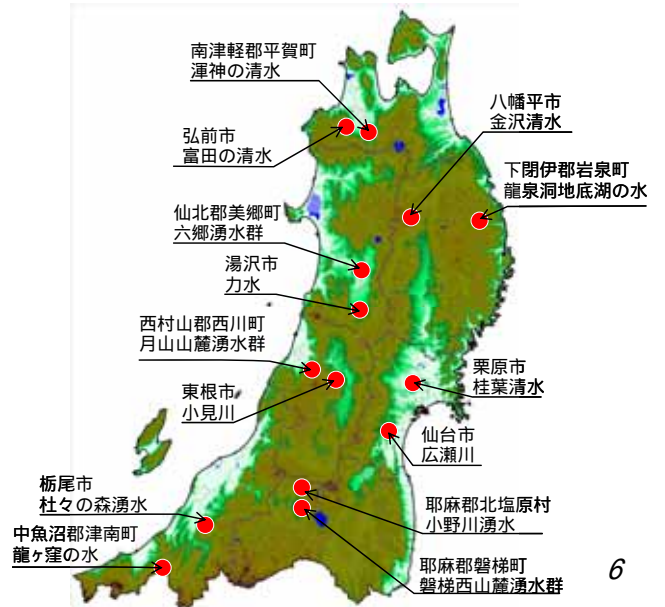 南津軽郡平賀町
渾神の清水
弘前市
富田の清水
八幡平市
金沢清水
下閉伊郡岩泉町
龍泉洞地底湖の水
仙北郡美郷町
六郷湧水群
湯沢市
力水
西村山郡西川町
月山山麓湧水群
東根市
小見川
栗原市
桂葉清水
仙台市
広瀬川
栃尾市
杜々の森湧水
中魚沼郡津南町
龍ヶ窪の水
耶麻郡北塩原村
小野川湧水
耶麻郡磐梯町
磐梯西山麓湧水群
6